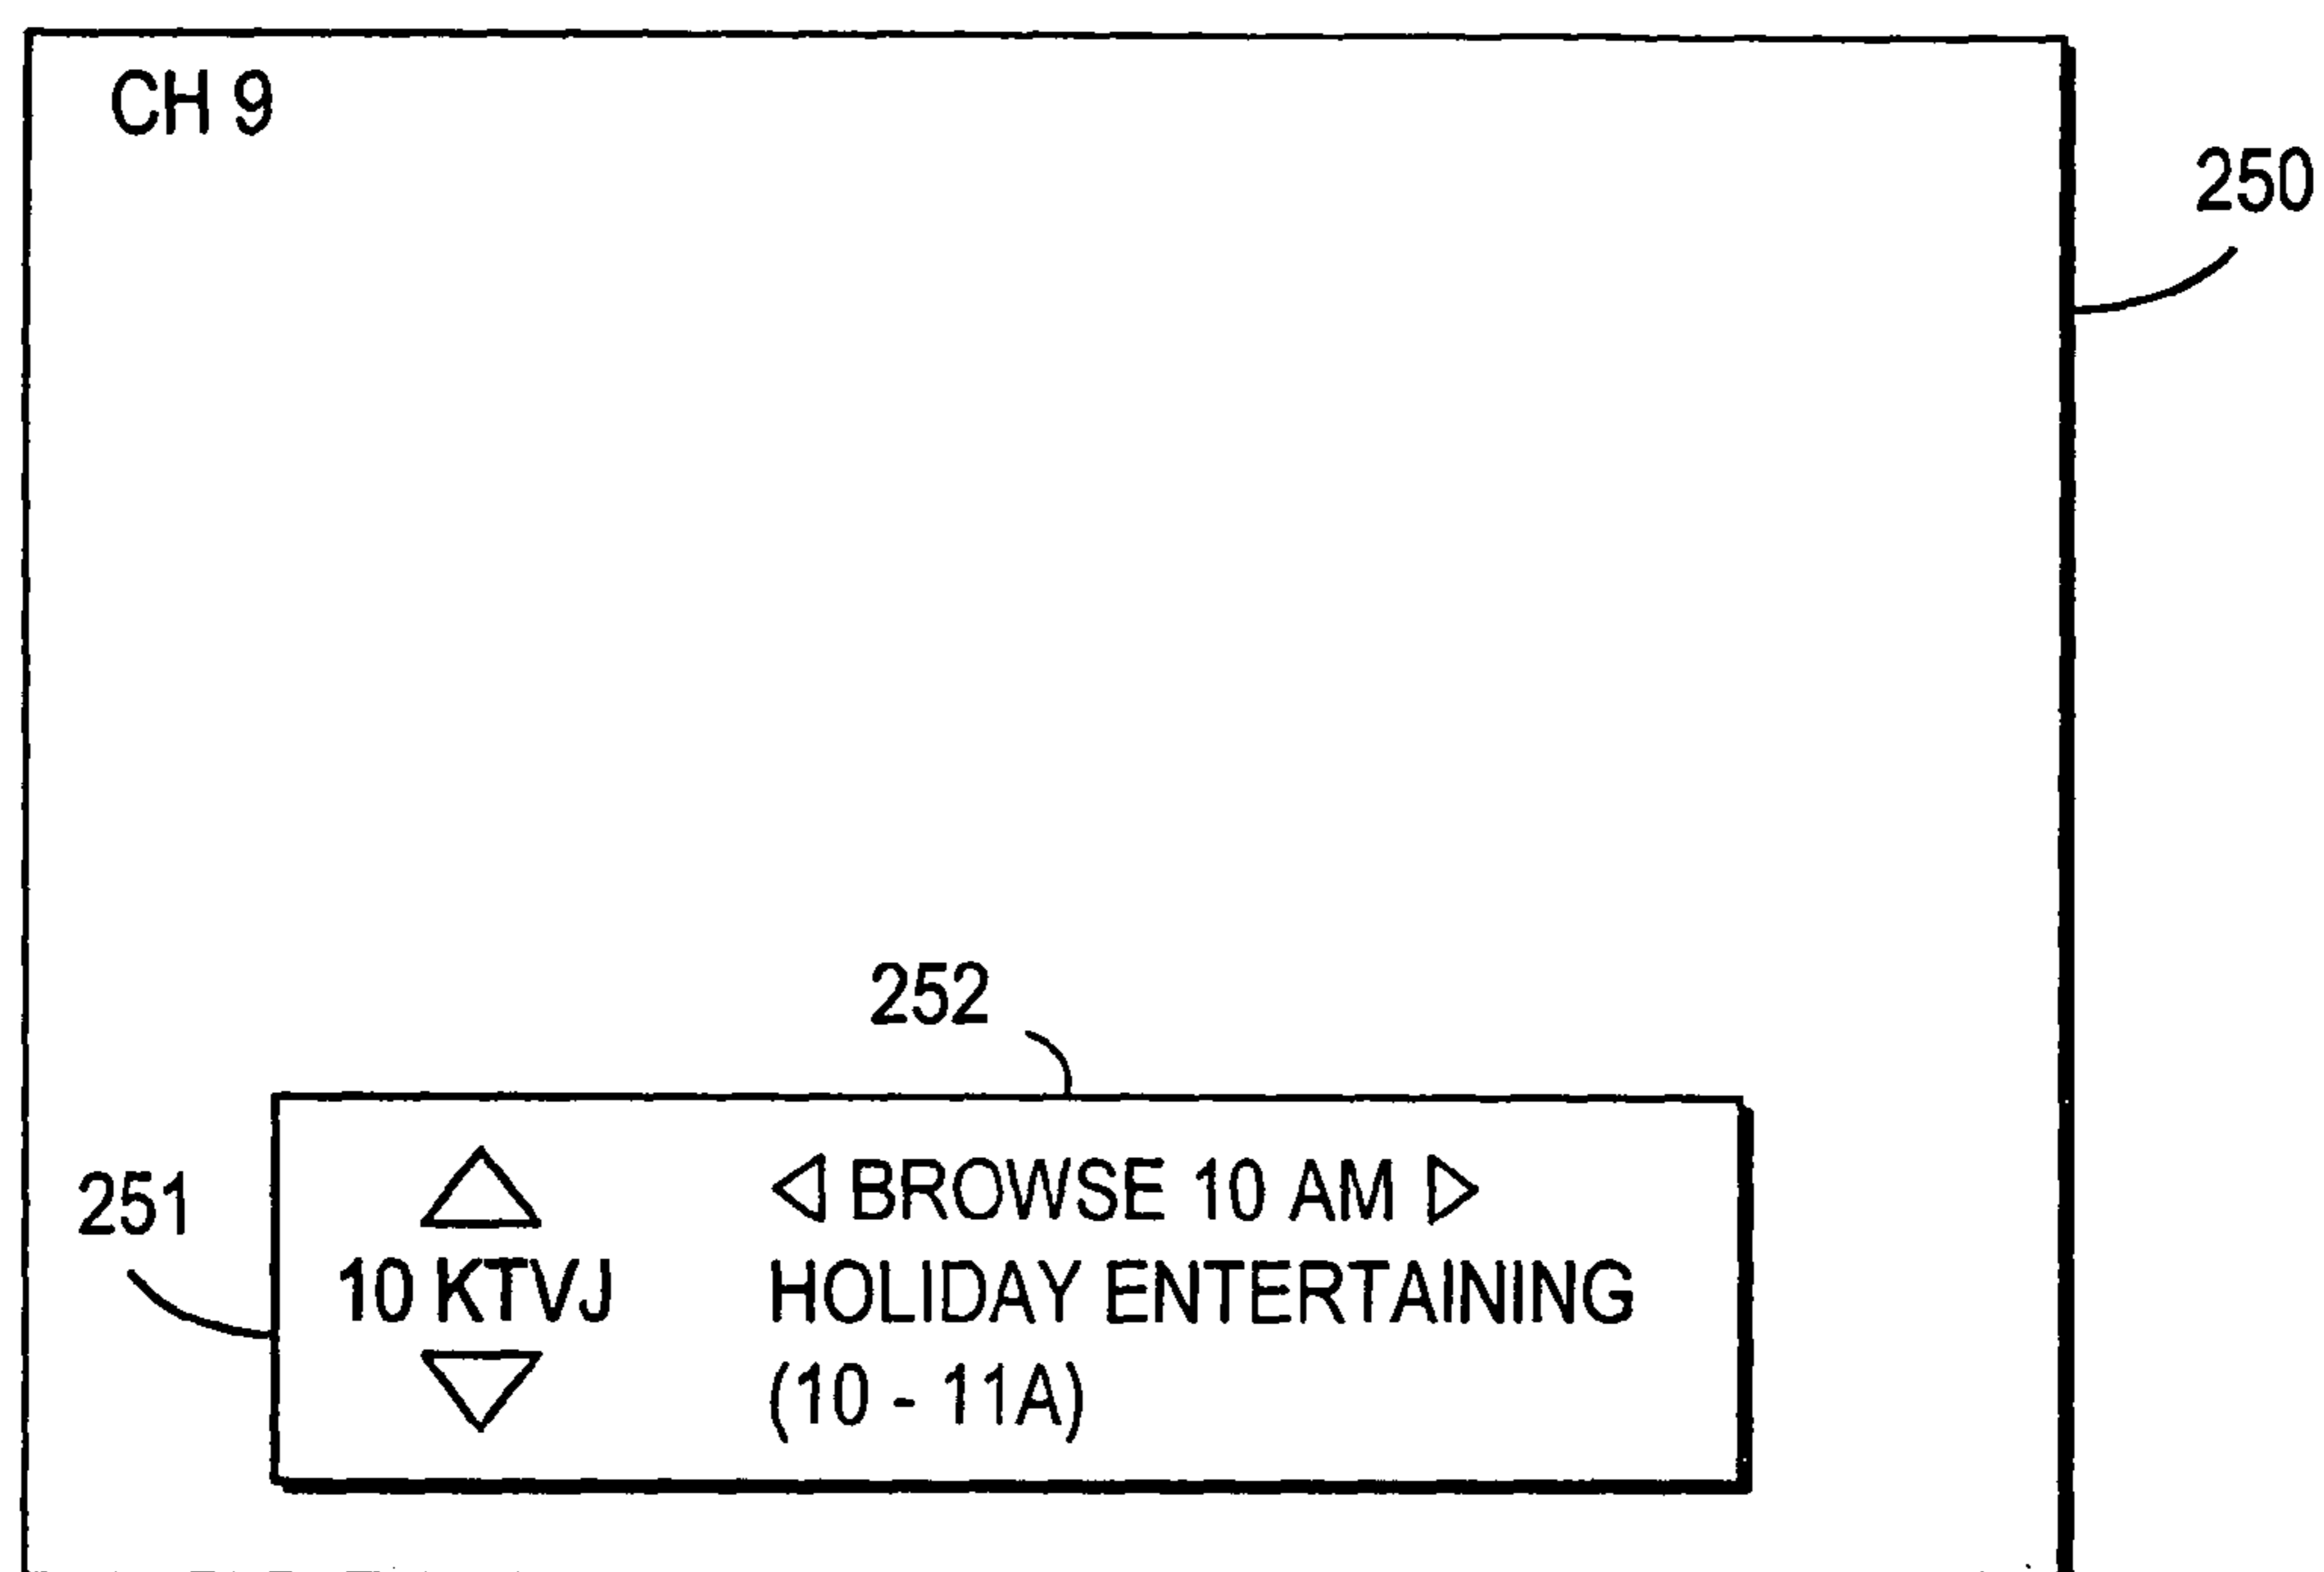 CH 9
250
252
251
◁ BROWSE 10 AM ▷
10 KTVJ
HOLIDAY ENTERTAINING
(10 - 11A)